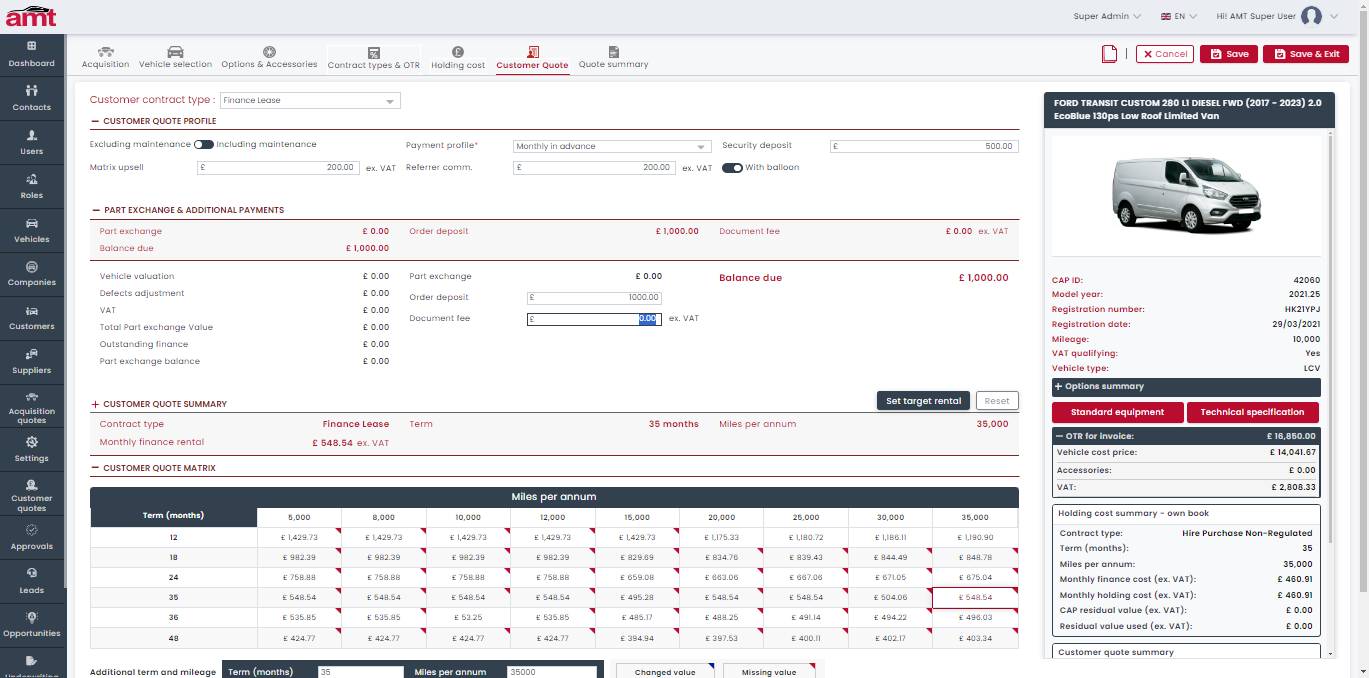 amt
Super Admin
EN
Hi! AMT Super User
Dashboard
Contacts
Users
Roles
Vehicles
Companies
Customers
Suppliers
Acquisition quotes
Settings
Customer quotes
Approvals
Leads
Opportunities
Underwriting
Acquisition
Vehicle selection
Options & Accessories
Contract types & OTR
Holding cost
Customer Quote
Quote summary
Cancel
Save
Save & Exit
Customer contract type : Finance Lease
CUSTOMER QUOTE PROFILE
Excluding maintenance Including maintenance Payment profile* Monthly in advance Security deposit £ 500.00
Matrix upsell £ 200.00 ex. VAT Referrer comm. £ 200.00 ex. VAT With balloon
PART EXCHANGE & ADDITIONAL PAYMENTS
Part exchange £ 0.00 Order deposit £ 1,000.00 Document fee £ 0.00 ex. VAT
Balance due £ 1,000.00
Vehicle valuation £ 0.00 Part exchange £ 0.00 Balance due £ 1,000.00
Defects adjustment £ 0.00 Order deposit £ 1000.00
VAT £ 0.00 Document fee £ 0.00 ex. VAT
Total Part exchange Value £ 0.00
Outstanding finance £ 0.00
Part exchange balance £ 0.00
CUSTOMER QUOTE SUMMARY Set target rental Reset
Contract type Finance Lease Term 35 months Miles per annum 35,000
Monthly finance rental £ 548.54 ex. VAT
CUSTOMER QUOTE MATRIX
Miles per annum
Term (months) 5,000 8,000 10,000 12,000 15,000 20,000 25,000 30,000 35,000
12 £ 1,429.73 £ 1,429.73 £ 1,429.73 £ 1,429.73 £ 1,429.73 £ 1,175.33 £ 1,180.72 £ 1,186.11 £ 1,190.90
18 £ 982.39 £ 982.39 £ 982.39 £ 982.39 £ 829.69 £ 834.76 £ 839.43 £ 844.49 £ 848.78
24 £ 758.88 £ 758.88 £ 758.88 £ 758.88 £ 659.08 £ 663.06 £ 667.06 £ 671.05 £ 675.04
35 £ 548.54 £ 548.54 £ 548.54 £ 548.54 £ 495.28 £ 548.54 £ 548.54 £ 504.06 £ 548.54
36 £ 535.85 £ 535.85 £ 53.25 £ 535.85 £ 485.17 £ 488.25 £ 491.14 £ 494.22 £ 496.03
48 £ 424.77 £ 424.77 £ 424.77 £ 424.77 £ 394.94 £ 397.53 £ 400.11 £ 402.17 £ 403.34
Additional term and mileage Term (months) 35 Miles per annum 35000 Changed value Missing value
FORD TRANSIT CUSTOM 280 L1 DIESEL FWD (2017 - 2023) 2.0
EcoBlue 130ps Low Roof Limited Van
CAP ID: 42060
Model year: 2021.25
Registration number: HK21YPJ
Registration date: 29/03/2021
Mileage: 10,000
VAT qualifying: Yes
Vehicle type: LCV
Options summary
Standard equipment Technical specification
OTR for invoice: £ 16,850.00
Vehicle cost price: £ 14,041.67
Accessories: £ 0.00
VAT: £ 2,808.33
Holding cost summary - own book
Contract type: Hire Purchase Non-Regulated
Term (months): 35
Miles per annum: 35,000
Monthly finance cost (ex. VAT): £ 460.91
Monthly holding cost (ex. VAT): £ 460.91
CAP residual value (ex. VAT): £ 0.00
Residual value used (ex. VAT): £ 0.00
Customer quote summary